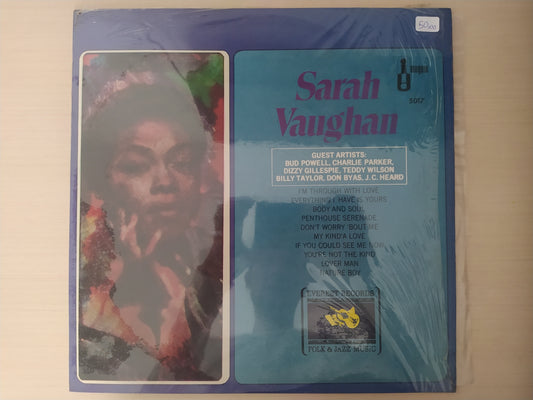 50,00
Sarah
Vaughan
5017
GUEST ARTISTS:
BUD POWELL, CHARLIE PARKER,
DIZZY GILLESPIE, TEDDY WILSON
BILLY TAYLOR, DON BYAS, J.C. HEARD
I'M THROUGH WITH LOVE
EVERYTHING I HAVE IS YOURS
BODY AND SOUL
PENTHOUSE SERENADE
DON'T WORRY 'BOUT ME
MY KIND'A LOVE
IF YOU COULD SEE ME NOW
YOU'RE NOT THE KIND
LOVER MAN
NATURE BOY
EVEREST RECORDS
FOLK & JAZZ MUSIC